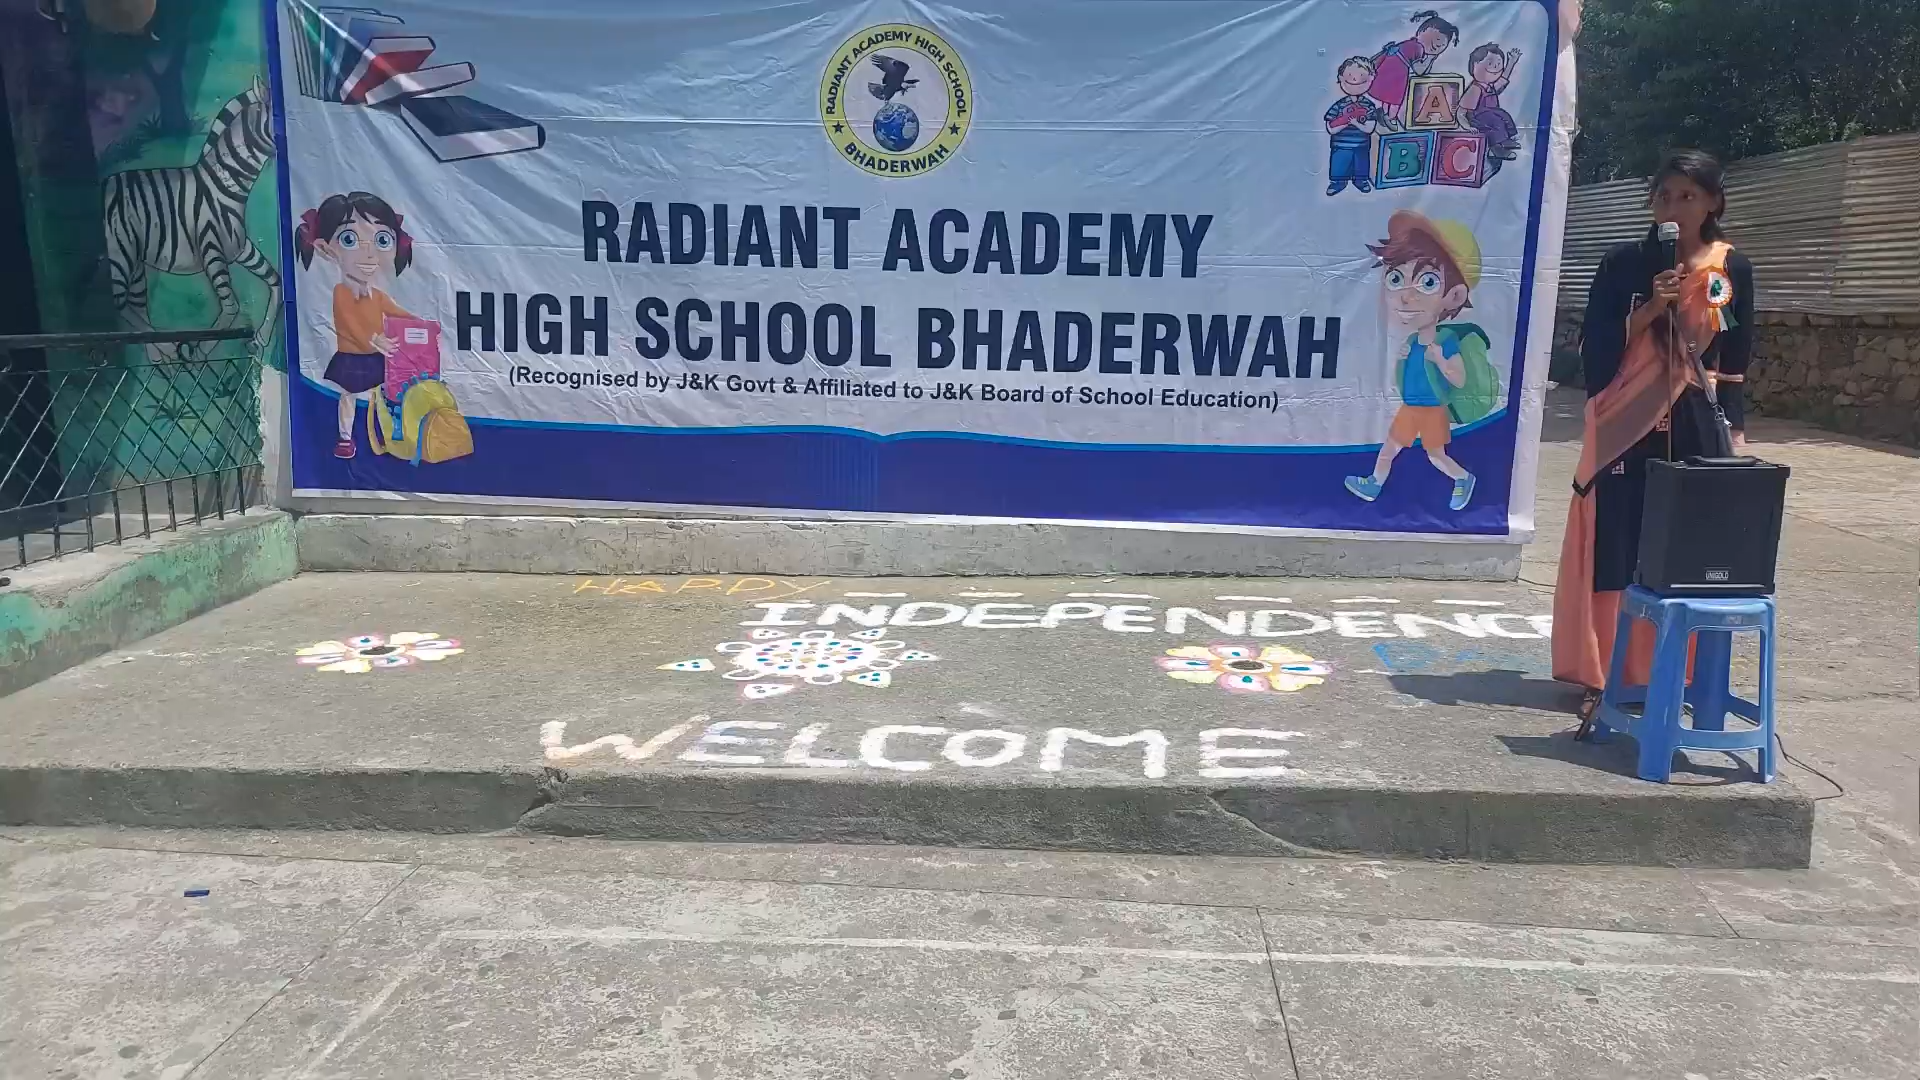 RADIANT ACADEMY HIGH SCHOOL
BHADERWAH
A
B C
RADIANT ACADEMY
HIGH SCHOOL BHADERWAH
(Recognised by J&K Govt & Affiliated to J&K Board of School Education)
HAPPY
INDEPENDENCE
WELCOME
UNIGOLD